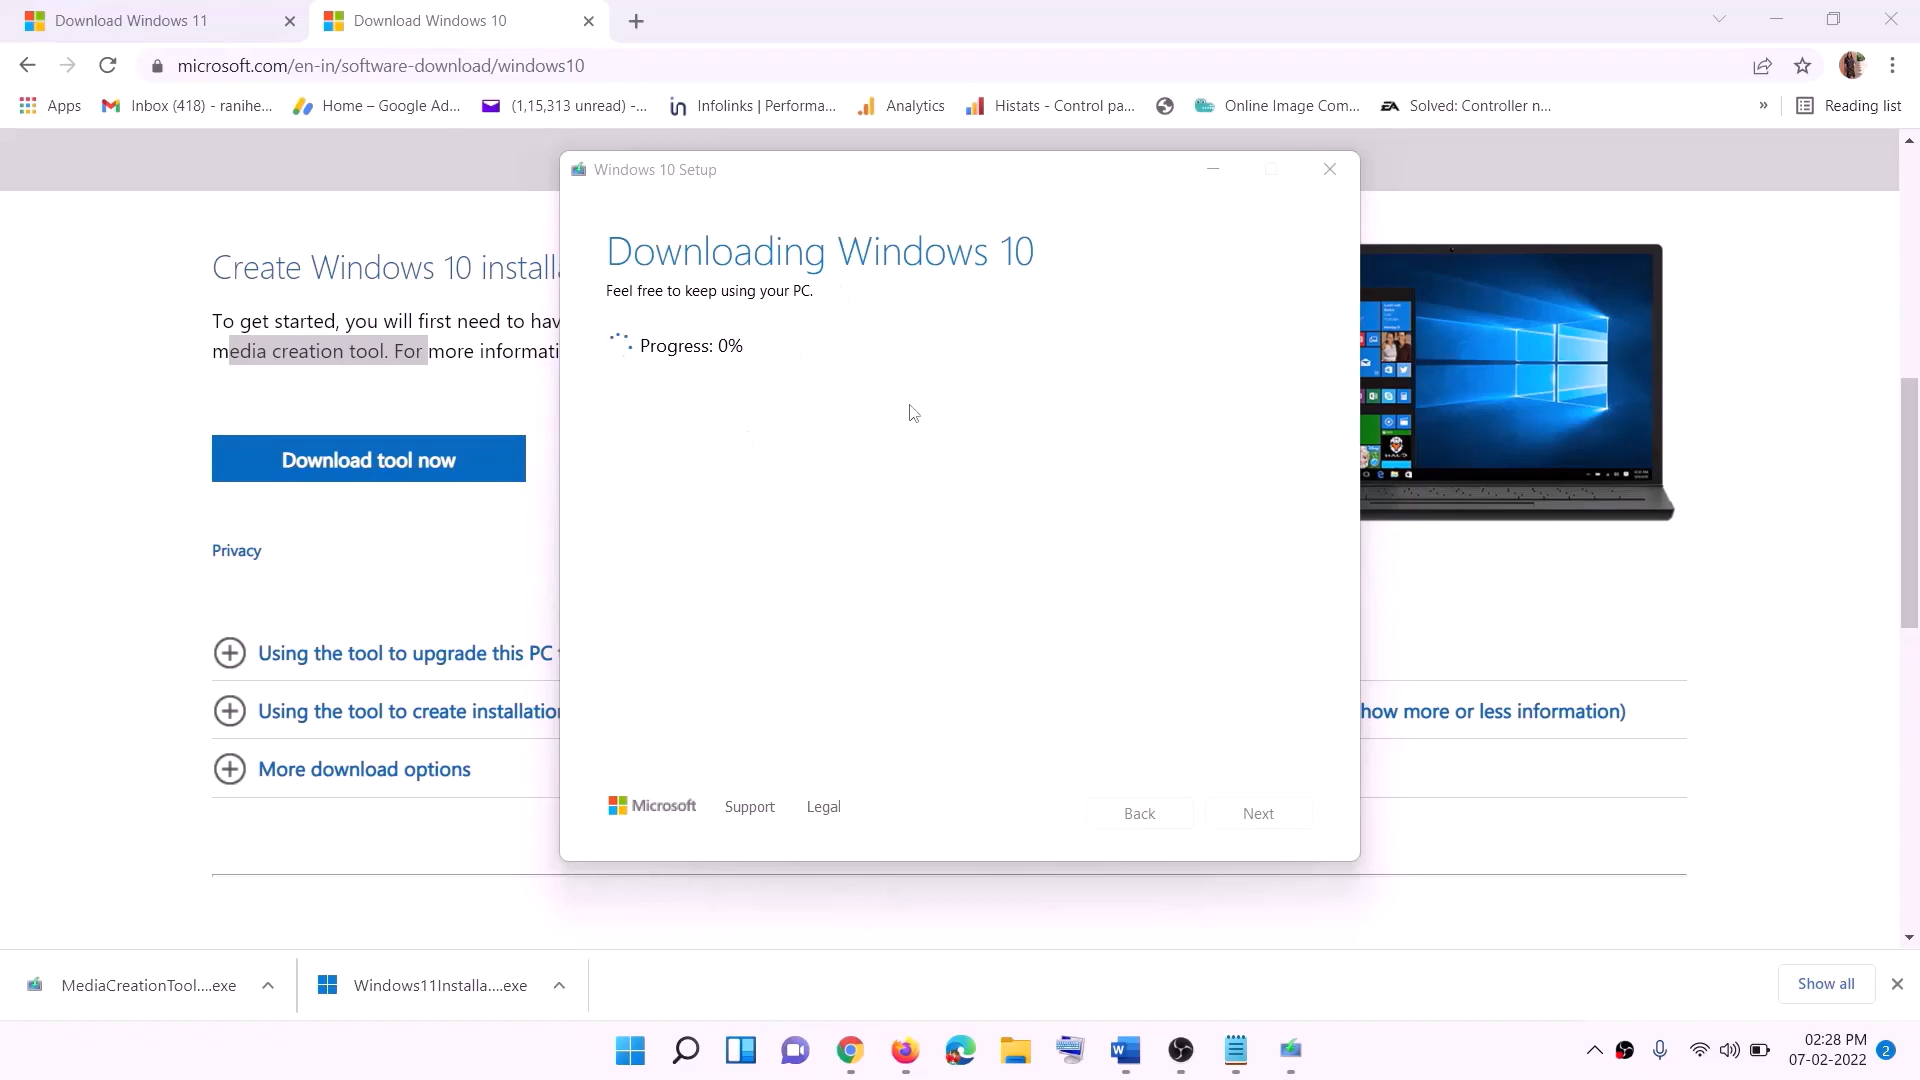 Download Windows 11
Download Windows 10
microsoft.com/en-in/software-download/windows10
Apps
Inbox (418) - ranihe...
Home – Google Ad...
(1,15,313 unread) -...
Infolinks | Performa...
Analytics
Histats - Control pa...
Online Image Com...
Solved: Controller n...
»
Reading list
Windows 10 Setup
Downloading Windows 10
Feel free to keep using your PC.
Progress: 0%
Microsoft
Support
Legal
Back
Next
Create Windows 10 install
To get started, you will first need to hav
media creation tool. For more informati
Download tool now
Privacy
Using the tool to upgrade this PC
Using the tool to create installation
how more or less information)
More download options
MediaCreationTool....exe
Windows11Installa....exe
Show all
02:28 PM
07-02-2022
2